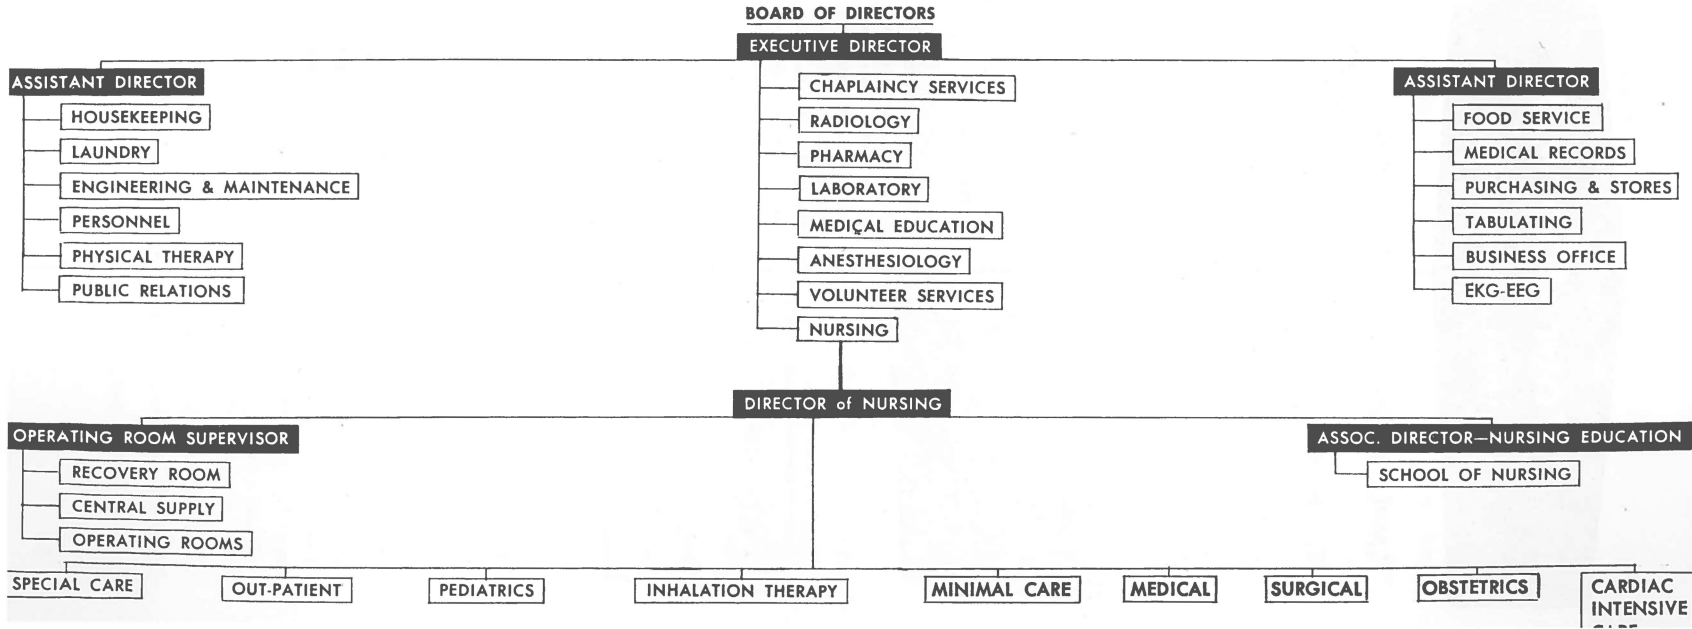 BOARD OF DIRECTORS
EXECUTIVE DIRECTOR
ASSISTANT DIRECTOR
HOUSEKEEPING
LAUNDRY
ENGINEERING & MAINTENANCE
PERSONNEL
PHYSICAL THERAPY
PUBLIC RELATIONS
CHAPLAINCY SERVICES
RADIOLOGY
PHARMACY
LABORATORY
MEDICAL EDUCATION
ANESTHESIOLOGY
VOLUNTEER SERVICES
NURSING
ASSISTANT DIRECTOR
FOOD SERVICE
MEDICAL RECORDS
PURCHASING & STORES
TABULATING
BUSINESS OFFICE
EKG-EEG
DIRECTOR of NURSING
OPERATING ROOM SUPERVISOR
RECOVERY ROOM
CENTRAL SUPPLY
OPERATING ROOMS
ASSOC. DIRECTOR—NURSING EDUCATION
SCHOOL OF NURSING
SPECIAL CARE
OUT-PATIENT
PEDIATRICS
INHALATION THERAPY
MINIMAL CARE
MEDICAL
SURGICAL
OBSTETRICS
CARDIAC
INTENSIVE